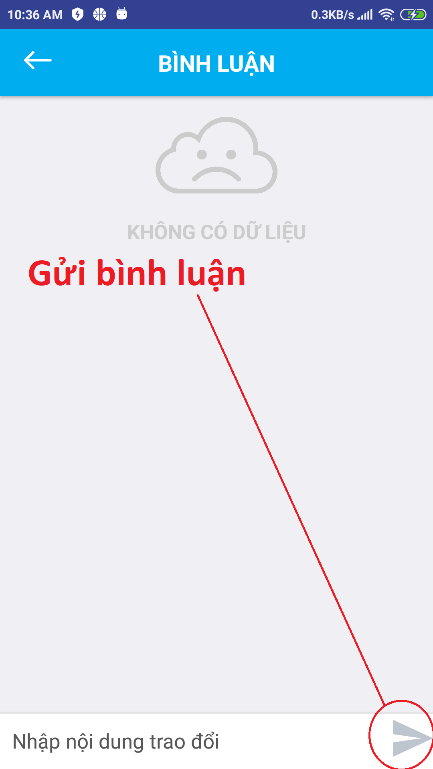 10:36 AM 0.3KB/s
BÌNH LUẬN
KHÔNG CÓ DỮ LIỆU
Gửi bình luận
Nhập nội dung trao đổi